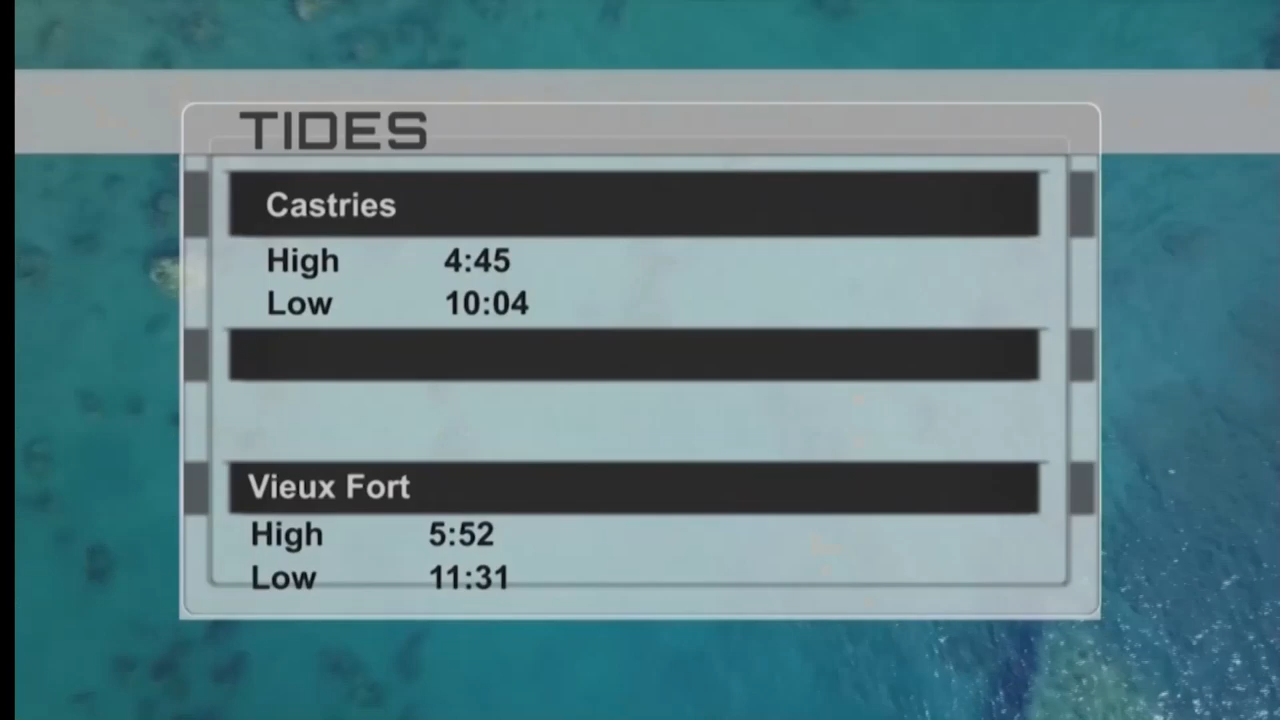 TIDES
Castries
High 4:45
Low 10:04
Vieux Fort
High 5:52
Low 11:31